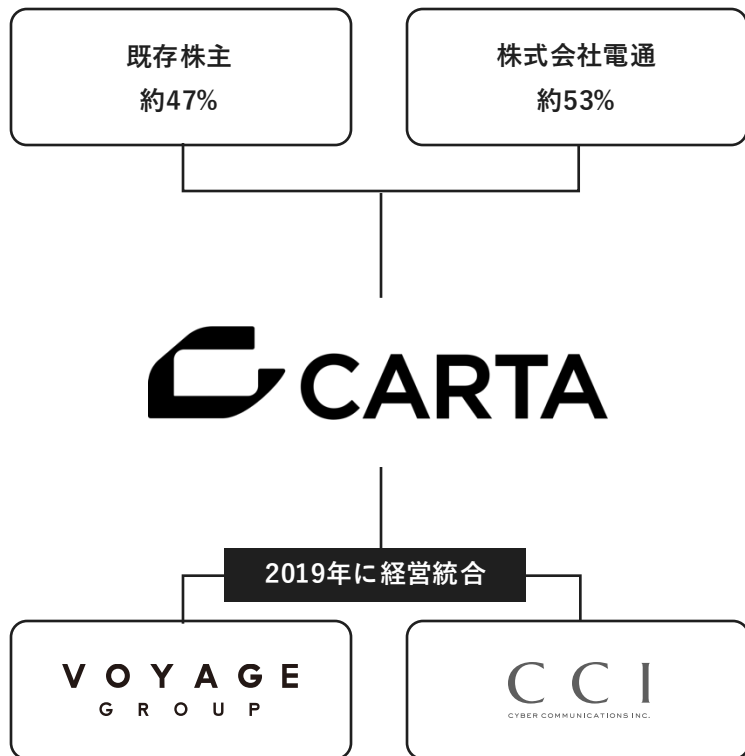 既存株主
約47%
株式会社電通
約53%
CARTA
2019年に経営統合
VOYAGE
GROUP
CCI
CYBER COMMUNICATIONS INC.